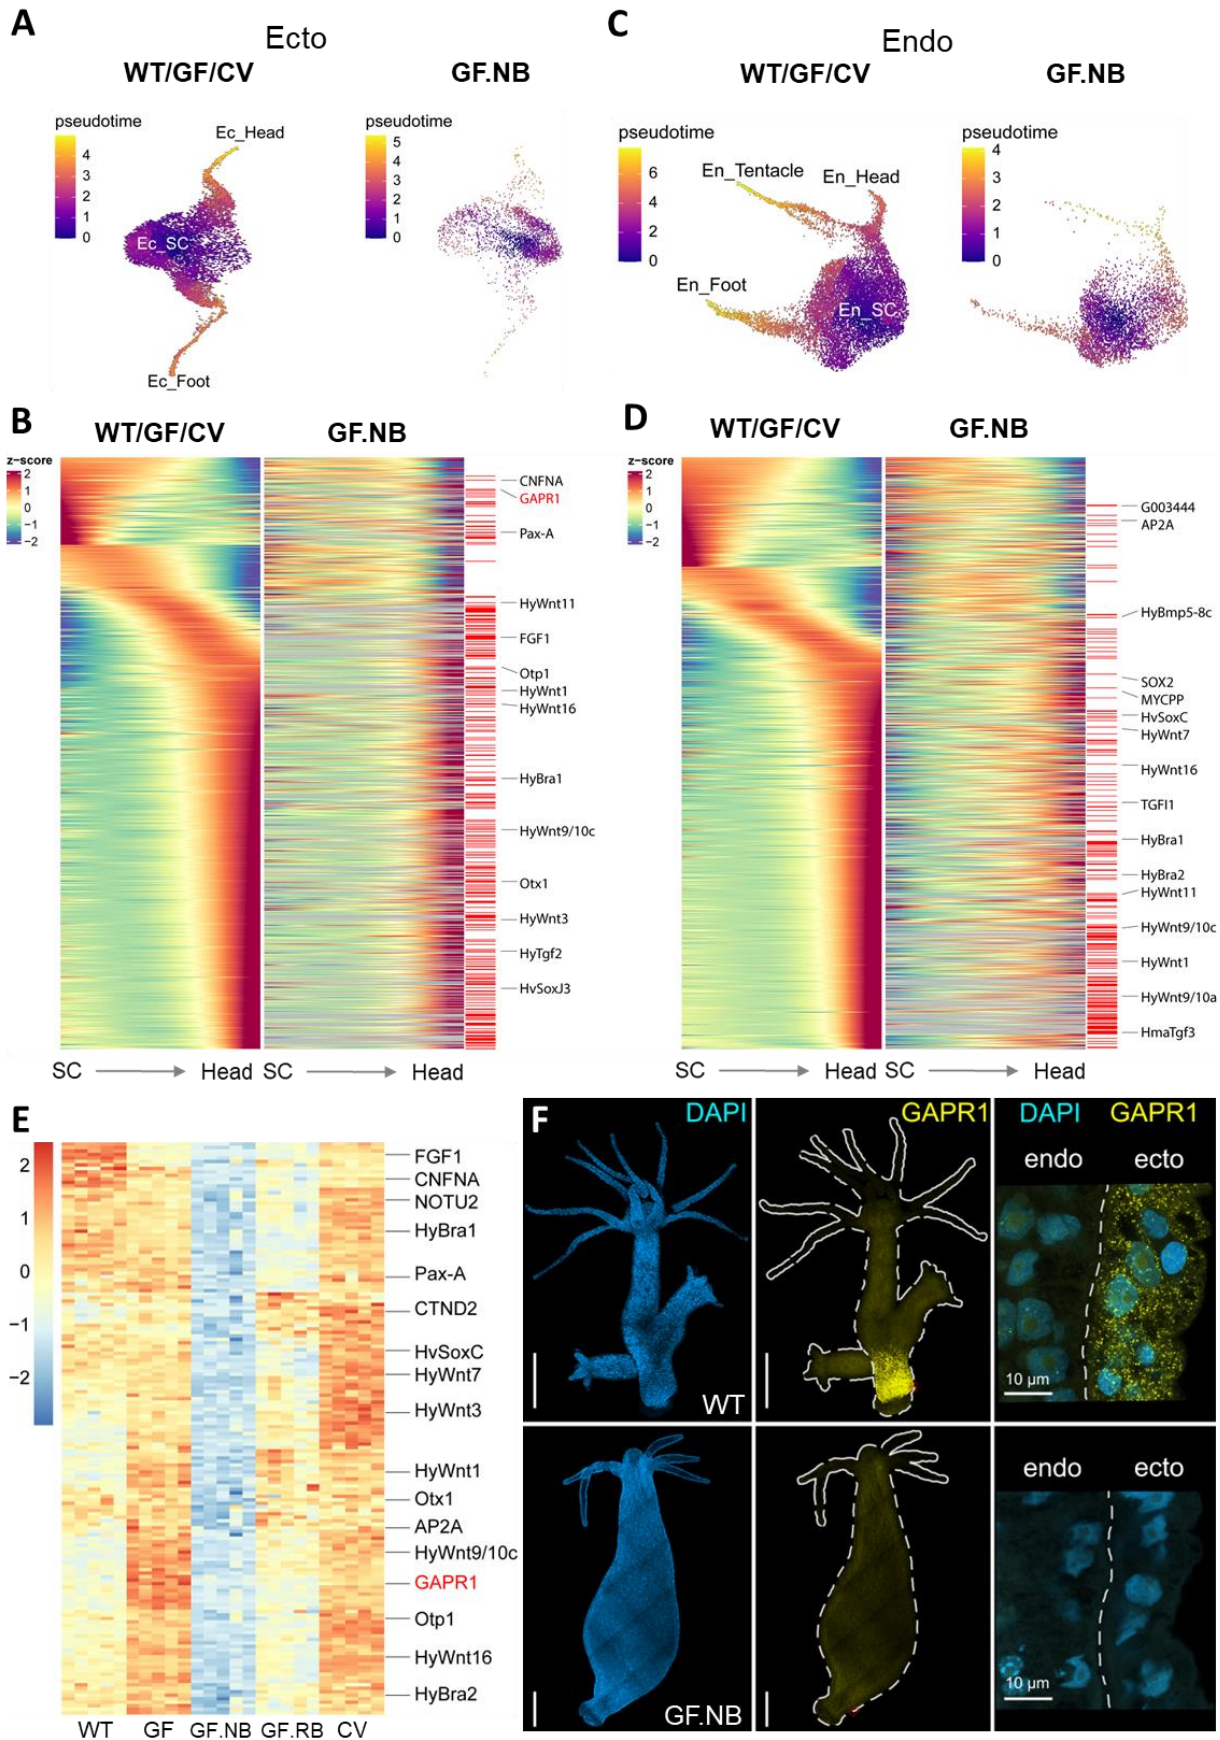 A
Ecto
WT/GF/CV
GF.NB
pseudotime
4
3
2
1
0
Ec_Head
Ec_SC
Ec_Foot
pseudotime
5
4
3
2
1
0
C
Endo
WT/GF/CV
GF.NB
pseudotime
6
4
2
0
En_Tentacle
En_Head
En_Foot
En_SC
pseudotime
4
3
2
1
0
B
WT/GF/CV
GF.NB
z-score
2
1
0
-1
-2
CNFNA
GAPR1
Pax-A
HyWnt11
FGF1
Otp1
HyWnt1
HyWnt16
HyBra1
HyWnt9/10c
Otx1
HyWnt3
HyTgf2
HvSoxJ3
SC
Head
SC
Head
D
WT/GF/CV
GF.NB
z-score
2
1
0
-1
-2
G003444
AP2A
HyBmp5-8c
SOX2
MYCPP
HvSoxC
HyWnt7
HyWnt16
TGFI1
HyBra1
HyBra2
HyWnt11
HyWnt9/10c
HyWnt1
HyWnt9/10a
HmaTgf3
SC
Head
SC
Head
E
2
1
0
-1
-2
FGF1
CNFNA
NOTU2
HyBra1
Pax-A
CTND2
HvSoxC
HyWnt7
HyWnt3
HyWnt1
Otx1
AP2A
HyWnt9/10c
GAPR1
Otp1
HyWnt16
HyBra2
WT
GF
GF.NB
GF.RB
CV
F
DAPI
GAPR1
DAPI GAPR1
endo
ecto
10 µm
WT
endo
ecto
10 µm
GF.NB